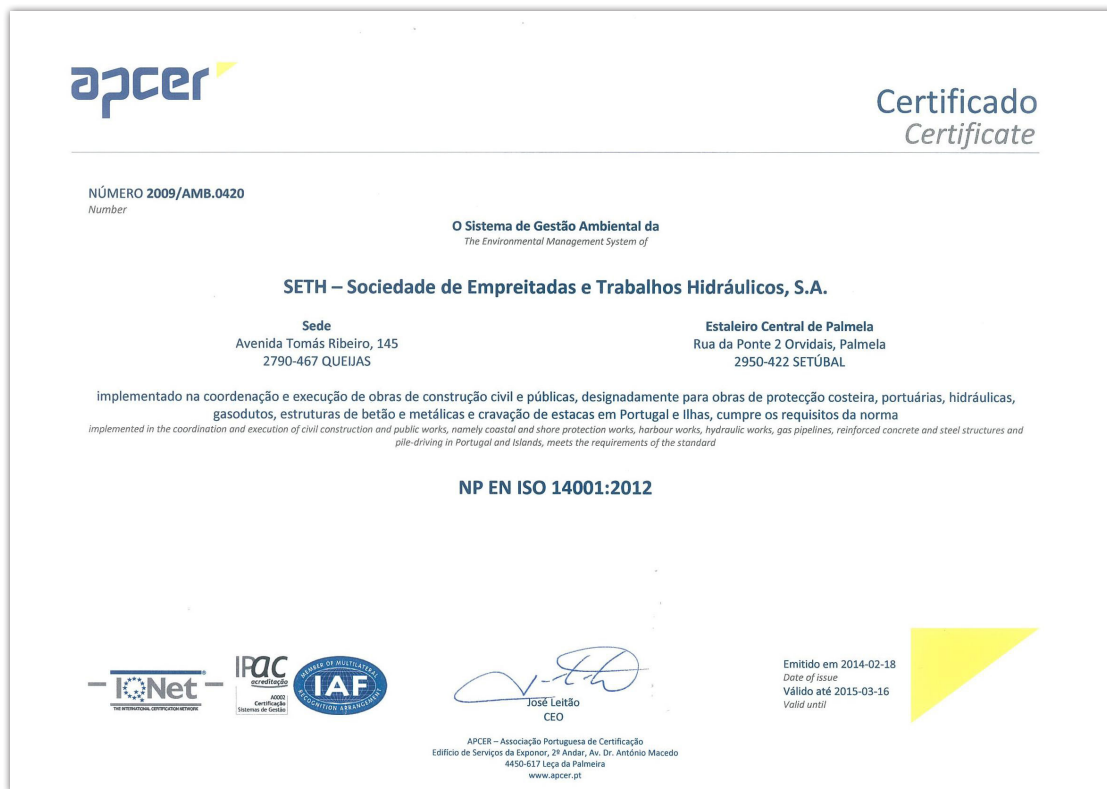 apcer
Certificado
Certificate
NÚMERO 2009/AMB.0420
Number
O Sistema de Gestão Ambiental da
The Environmental Management System of
SETH – Sociedade de Empreitadas e Trabalhos Hidráulicos, S.A.
Sede
Avenida Tomás Ribeiro, 145
2790-467 QUEIJAS
Estaleiro Central de Palmela
Rua da Ponte 2 Orvidais, Palmela
2950-422 SETÚBAL
implementado na coordenação e execução de obras de construção civil e públicas, designadamente para obras de protecção costeira, portuárias, hidráulicas,
gasodutos, estruturas de betão e metálicas e cravação de estacas em Portugal e Ilhas, cumpre os requisitos da norma
implemented in the coordination and execution of civil construction and public works, namely coastal and shore protection works, harbour works, hydraulic works, gas pipelines, reinforced concrete and steel structures and
pile-driving in Portugal and Islands, meets the requirements of the standard
NP EN ISO 14001:2012
IQNet
THE INTERNATIONAL CERTIFICATION NETWORK
IPAC
acreditação
A0002
Certificação
Sistemas de Gestão
MEMBER OF MULTILATERAL
IAF
RECOGNITION ARRANGEMENT
José Leitão
CEO
Emitido em 2014-02-18
Date of issue
Válido até 2015-03-16
Valid until
APCER – Associação Portuguesa de Certificação
Edifício de Serviços da Exponor, 2º Andar, Av. Dr. António Macedo
4450-617 Leça da Palmeira
www.apcer.pt